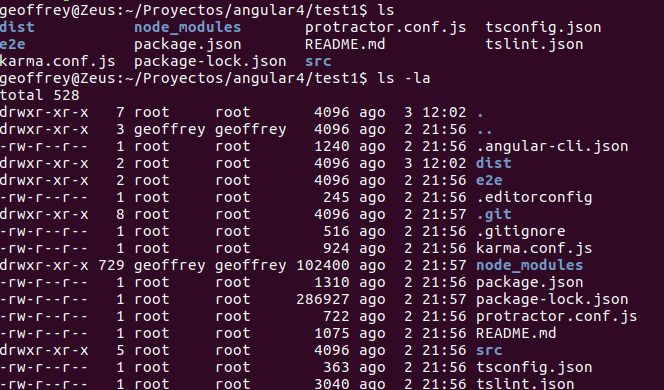 geoffrey@Zeus:~/Proyectos/angular4/test1$ ls
dist node_modules protractor.conf.js tsconfig.json
e2e package.json README.md tslint.json
karma.conf.js package-lock.json src
geoffrey@Zeus:~/Proyectos/angular4/test1$ ls -la
total 528
drwxr-xr-x 7 root root 4096 ago 3 12:02 .
drwxr-xr-x 3 geoffrey geoffrey 4096 ago 2 21:56 ..
-rw-r--r-- 1 root root 1240 ago 2 21:56 .angular-cli.json
drwxr-xr-x 2 root root 4096 ago 3 12:02 dist
drwxr-xr-x 2 root root 4096 ago 2 21:56 e2e
-rw-r--r-- 1 root root 245 ago 2 21:56 .editorconfig
drwxr-xr-x 8 root root 4096 ago 2 21:57 .git
-rw-r--r-- 1 root root 516 ago 2 21:56 .gitignore
-rw-r--r-- 1 root root 924 ago 2 21:56 karma.conf.js
drwxr-xr-x 729 geoffrey geoffrey 102400 ago 2 21:57 node_modules
-rw-r--r-- 1 root root 1310 ago 2 21:56 package.json
-rw-r--r-- 1 root root 286927 ago 2 21:57 package-lock.json
-rw-r--r-- 1 root root 722 ago 2 21:56 protractor.conf.js
-rw-r--r-- 1 root root 1075 ago 2 21:56 README.md
drwxr-xr-x 5 root root 4096 ago 2 21:56 src
-rw-r--r-- 1 root root 363 ago 2 21:56 tsconfig.json
-rw-r--r-- 1 root root 3040 ago 2 21:56 tslint.json